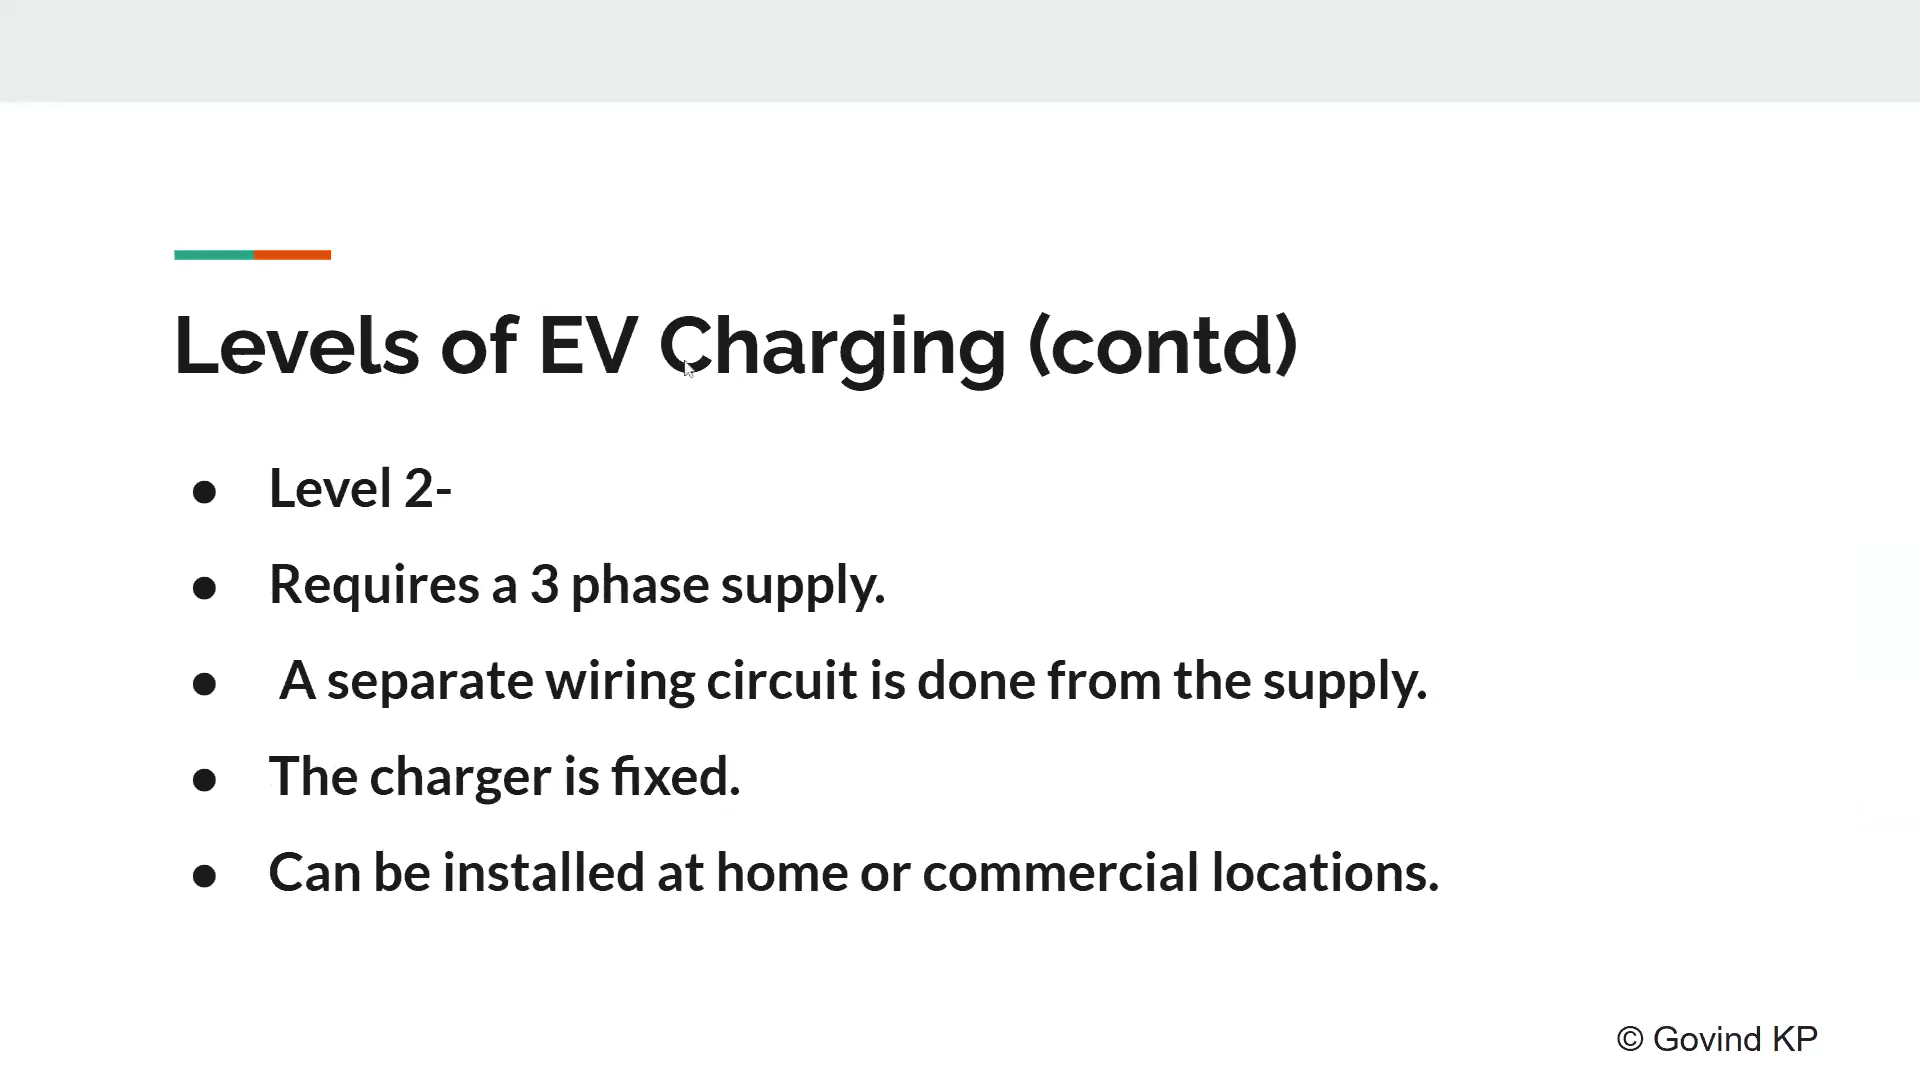 Levels of EV Charging (contd)
● Level 2-
● Requires a 3 phase supply.
● A separate wiring circuit is done from the supply.
● The charger is fixed.
● Can be installed at home or commercial locations.
© Govind KP